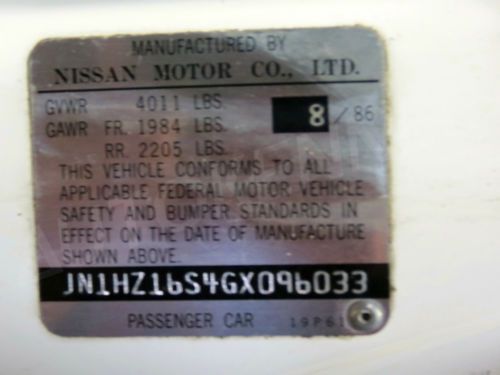 MANUFACTURED BY
NISSAN MOTOR CO., LTD.
GVWR 4011 LBS. 8 / 86
GAWR FR. 1984 LBS.
RR. 2205 LBS.
THIS VEHICLE CONFORMS TO ALL
APPLICABLE FEDERAL MOTOR VEHICLE
SAFETY AND BUMPER STANDARDS IN
EFFECT ON THE DATE OF MANUFACTURE
SHOWN ABOVE.
JN1HZ16S4GX096033
PASSENGER CAR